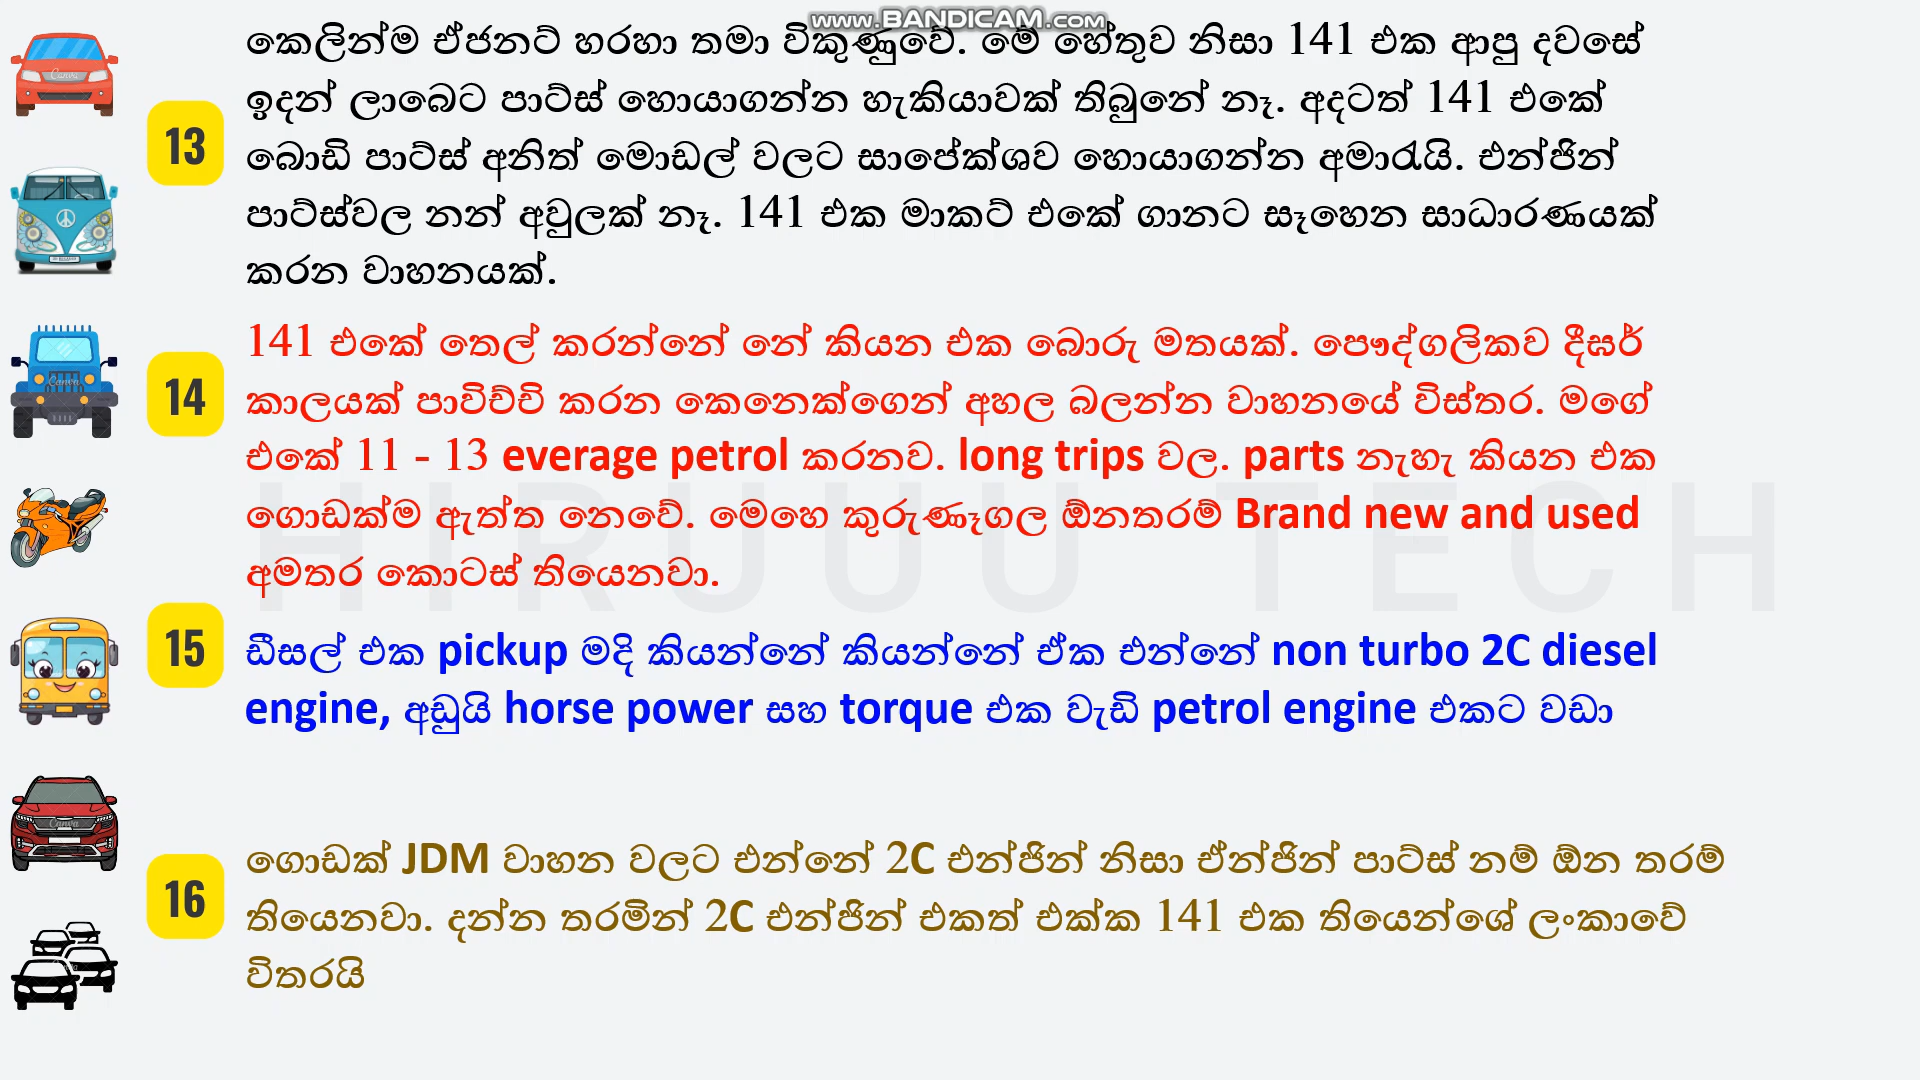 www.BANDICAM.com
කෙලින්ම ඒජනට් හරහා තමා විකුණුවේ. මේ හේතුව නිසා 141 එක ආපු දවසේ
ඉදන් ලාබෙට පාට්ස් හොයාගන්න හැකියාවක් තිබුනේ නෑ. අදටත් 141 එකේ
13
බොඩි පාට්ස් අනිත් මොඩල් වලට සාපේක්ශව හොයාගන්න අමාරැයි. එන්ජින්
පාට්ස්වල නන් අවුලක් නෑ. 141 එක මාකට් එකේ ගානට සෑහෙන සාධාරණයක්
කරන වාහනයක්.
141 එකේ තෙල් කරන්නේ නේ කියන එක බොරු මතයක්. පෞද්ගලිකව දීඝර්
14
කාලයක් පාවිච්චි කරන කෙනෙක්ගෙන් අහල බලන්න වාහනයේ විස්තර. මගේ
එකේ 11 - 13 everage petrol කරනව. long trips වල. parts නැහැ කියන එක
ගොඩක්ම ඇත්ත නෙවේ. මෙහෙ කුරුණෑගල ඕනතරම් Brand new and used
අමතර කොටස් තියෙනවා.
HIRUUU TECH
15
ඩීසල් එක pickup මදි කියන්නේ කියන්නේ ඒක එන්නේ non turbo 2C diesel
engine, අඩුයි horse power සහ torque එක වැඩි petrol engine එකට වඩා
ගොඩක් JDM වාහන වලට එන්නේ 2C එන්ජින් නිසා ඒන්ජින් පාට්ස් නම් ඕන තරම්
16
තියෙනවා. දන්න තරමින් 2C එන්ජින් එකත් එක්ක 141 එක තියෙන්ශේ ලංකාවේ
විතරයි